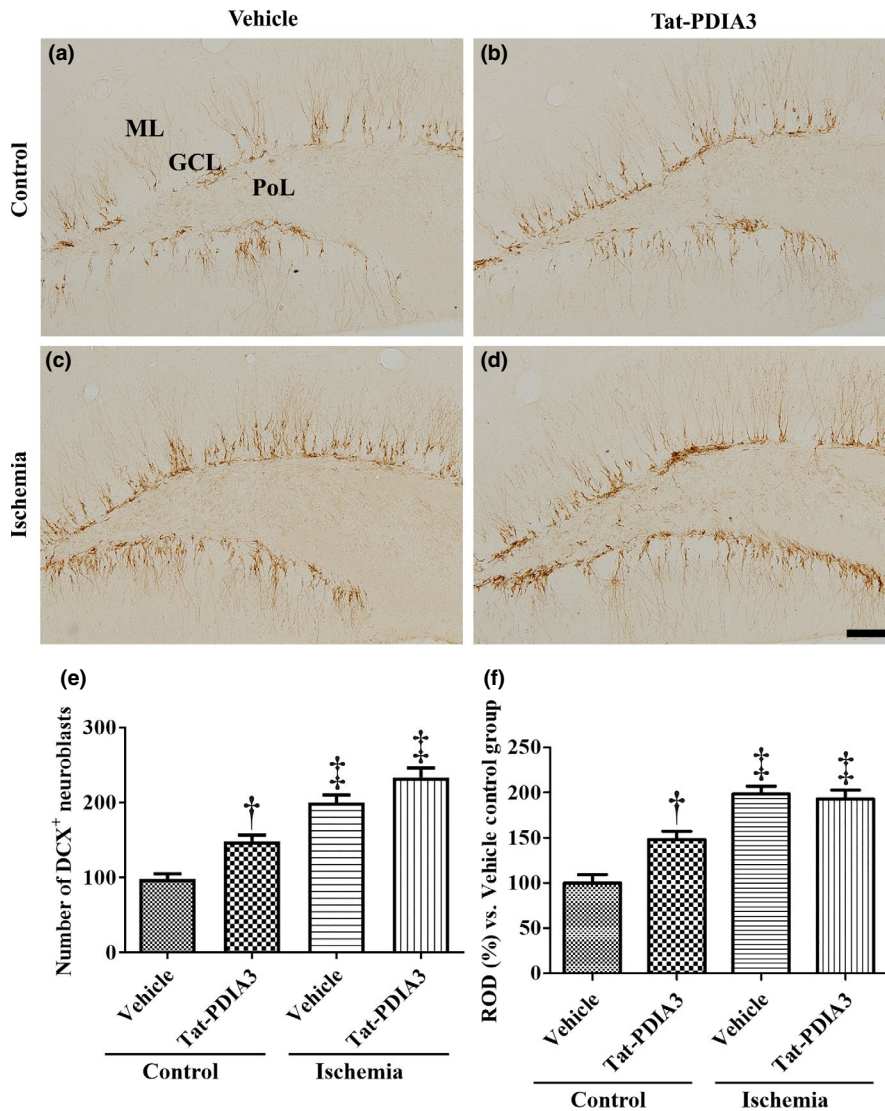 Vehicle
Tat-PDIA3
Control
(a)
ML
GCL
PoL
(b)
Ischemia
(c)
(d)
(e)
Number of DCX+ neuroblasts
300
200
100
0
†
‡
‡
Vehicle
Tat-PDIA3
Vehicle
Tat-PDIA3
Control
Ischemia
(f)
ROD (%) vs. Vehicle control group
250
200
150
100
50
0
†
‡
‡
Vehicle
Tat-PDIA3
Vehicle
Tat-PDIA3
Control
Ischemia